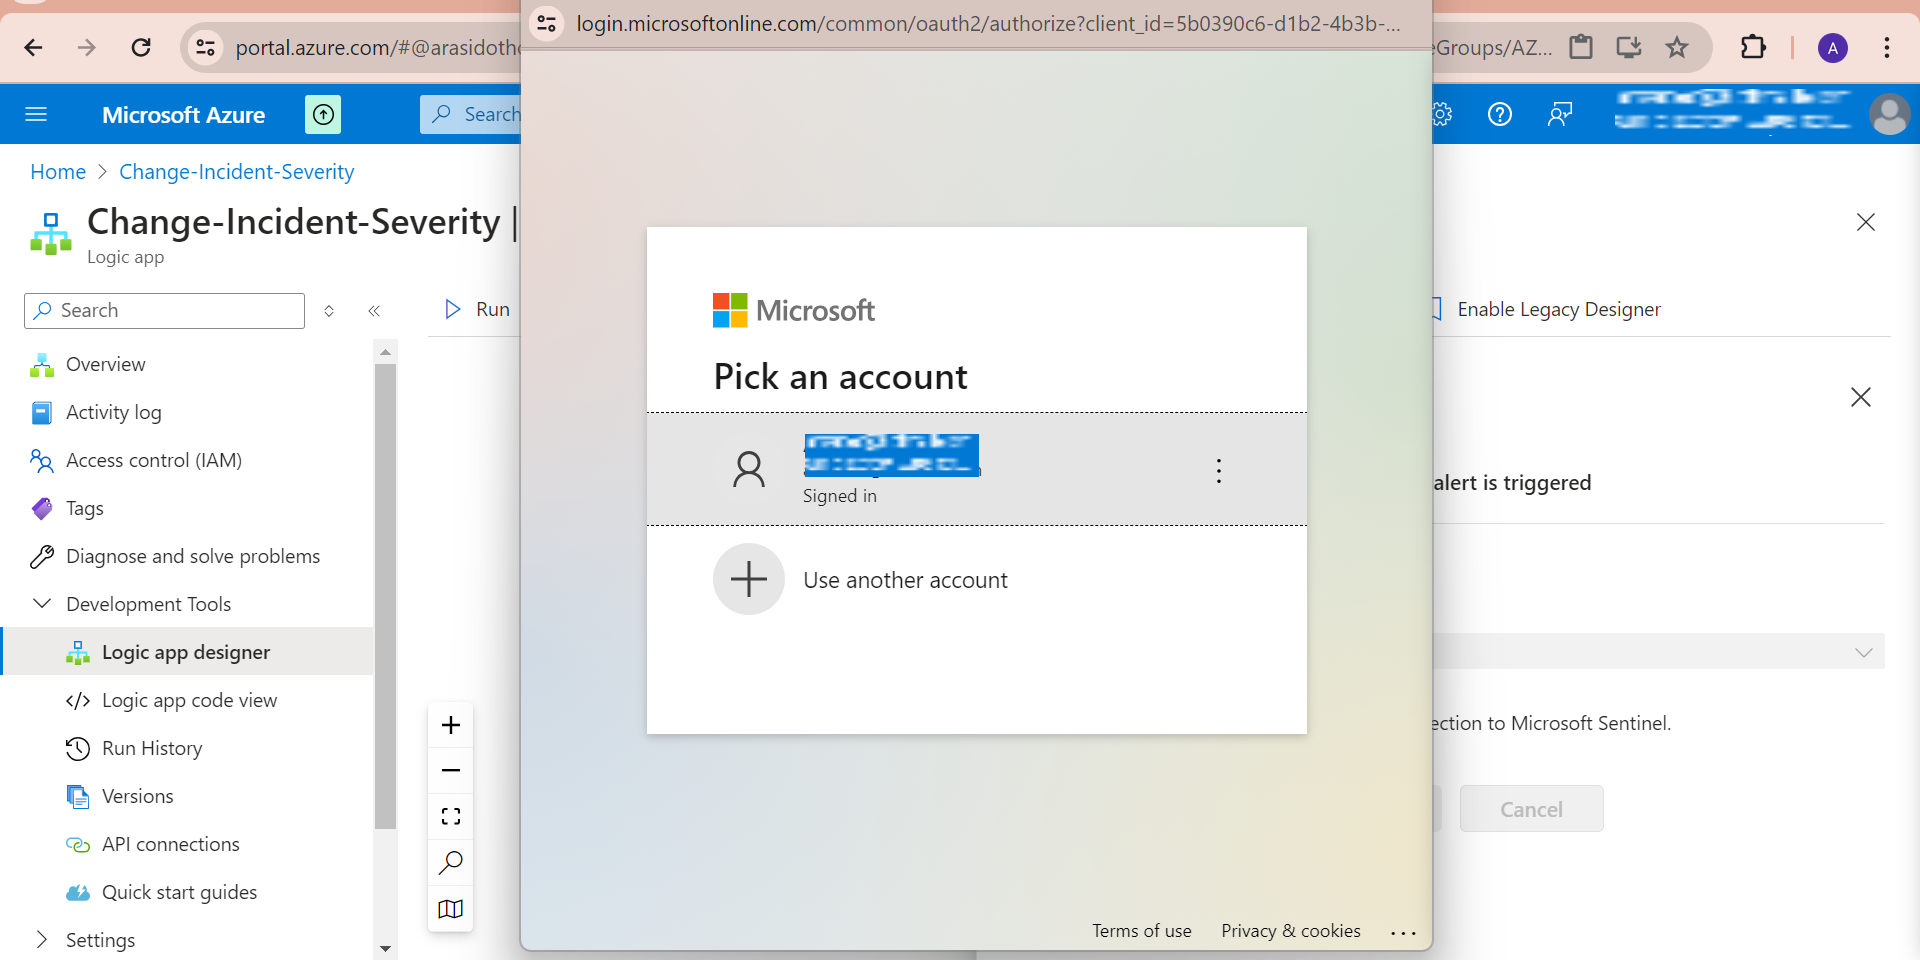 login.microsoftonline.com/common/oauth2/authorize?client_id=5b0390c6-d1b2-4b3b-...
portal.azure.com/#@arasidoth
Groups/AZ...
A
Microsoft Azure
Search
Home > Change-Incident-Severity
Change-Incident-Severity |
Logic app
Search
Run
Enable Legacy Designer
Overview
Activity log
Access control (IAM)
Tags
Diagnose and solve problems
Development Tools
Logic app designer
Logic app code view
Run History
Versions
API connections
Quick start guides
Settings
Microsoft
Pick an account
Signed in
Use another account
Terms of use
Privacy & cookies
...
alert is triggered
ection to Microsoft Sentinel.
Cancel